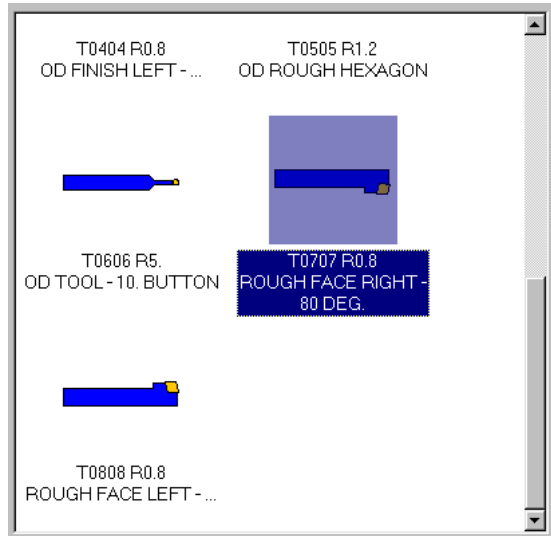 T0404 R0.8
OD FINISH LEFT - ...
T0505 R1.2
OD ROUGH HEXAGON
T0606 R5.
OD TOOL - 10. BUTTON
T0707 R0.8
ROUGH FACE RIGHT -
80 DEG.
T0808 R0.8
ROUGH FACE LEFT - ...